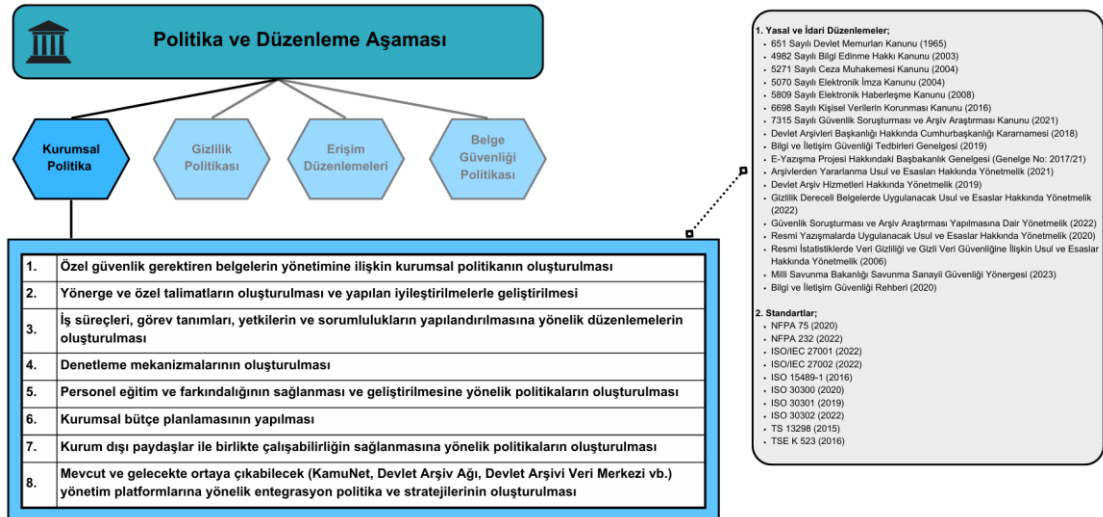 Politika ve Düzenleme Aşaması
Kurumsal
Politika
Gizlilik
Politikası
Erişim
Düzenlemeleri
Belge
Güvenliği
Politikası
1. Özel güvenlik gerektiren belgelerin yönetimine ilişkin kurumsal politikanın oluşturulması
2. Yönerge ve özel talimatların oluşturulması ve yapılan iyileştirilmelerle geliştirilmesi
3. İş süreçleri, görev tanımları, yetkilerin ve sorumlulukların yapılandırılmasına yönelik düzenlemelerin
oluşturulması
4. Denetleme mekanizmalarının oluşturulması
5. Personel eğitim ve farkındalığının sağlanması ve geliştirilmesine yönelik politikaların oluşturulması
6. Kurumsal bütçe planlamasının yapılması
7. Kurum dışı paydaşlar ile birlikte çalışabilirliğin sağlanmasına yönelik politikaların oluşturulması
8. Mevcut ve gelecekte ortaya çıkabilecek (KamuNet, Devlet Arşiv Ağı, Devlet Arşivi Veri Merkezi vb.)
yönetim platformlarına yönelik entegrasyon politika ve stratejilerinin oluşturulması
1. Yasal ve İdari Düzenlemeler;
• 651 Sayılı Devlet Memurları Kanunu (1965)
• 4982 Sayılı Bilgi Edinme Hakkı Kanunu (2003)
• 5271 Sayılı Ceza Muhakemesi Kanunu (2004)
• 5070 Sayılı Elektronik İmza Kanunu (2004)
• 5809 Sayılı Elektronik Haberleşme Kanunu (2008)
• 6698 Sayılı Kişisel Verilerin Korunması Kanunu (2016)
• 7315 Sayılı Güvenlik Soruşturması ve Arşiv Araştırması Kanunu (2021)
• Devlet Arşivleri Başkanlığı Hakkında Cumhurbaşkanlığı Kararnamesi (2018)
• Bilgi ve İletişim Güvenliği Tedbirleri Genelgesi (2019)
• E-Yazışma Projesi Hakkındaki Başbakanlık Genelgesi (Genelge No: 2017/21)
• Arşivlerden Yararlanma Usul ve Esasları Hakkında Yönetmelik (2021)
• Devlet Arşiv Hizmetleri Hakkında Yönetmelik (2019)
• Gizlilik Dereceli Belgelerde Uygulanacak Usul ve Esaslar Hakkında Yönetmelik
(2022)
• Güvenlik Soruşturması ve Arşiv Araştırması Yapılmasına Dair Yönetmelik (2022)
• Resmi Yazışmalarda Uygulanacak Usul ve Esaslar Hakkında Yönetmelik (2020)
• Resmi İstatistiklerde Veri Gizliliği ve Gizli Veri Güvenliğine İlişkin Usul ve Esaslar
Hakkında Yönetmelik (2006)
• Milli Savunma Bakanlığı Savunma Sanayii Güvenliği Yönergesi (2023)
• Bilgi ve İletişim Güvenliği Rehberi (2020)
2. Standartlar;
• NFPA 75 (2020)
• NFPA 232 (2022)
• ISO/IEC 27001 (2022)
• ISO/IEC 27002 (2022)
• ISO 15489-1 (2016)
• ISO 30300 (2020)
• ISO 30301 (2019)
• ISO 30302 (2022)
• TS 13298 (2015)
• TSE K 523 (2016)